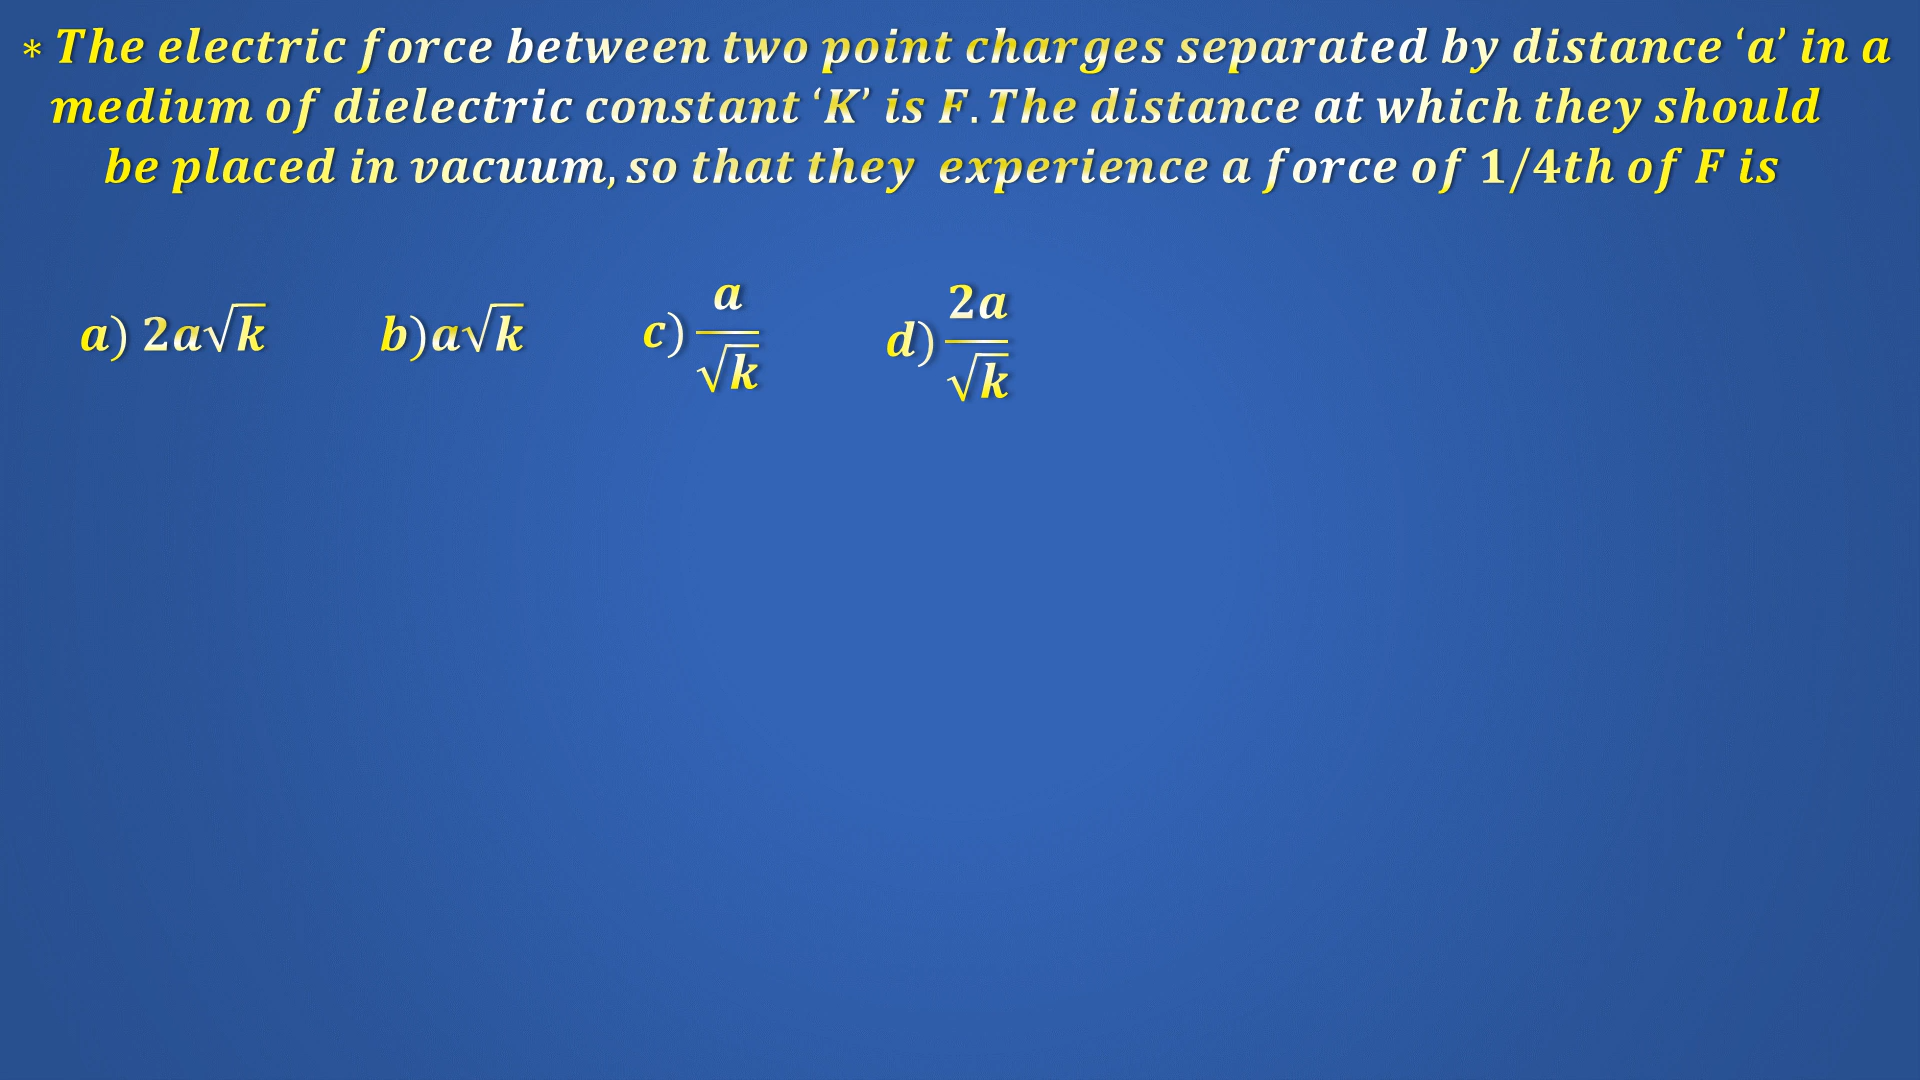 * The electric force between two point charges separated by distance ‘a’ in a
medium of dielectric constant ‘K’ is F. The distance at which they should
be placed in vacuum, so that they experience a force of 1/4th of F is
a) 2a√k b) a√k c) a/√k d) 2a/√k